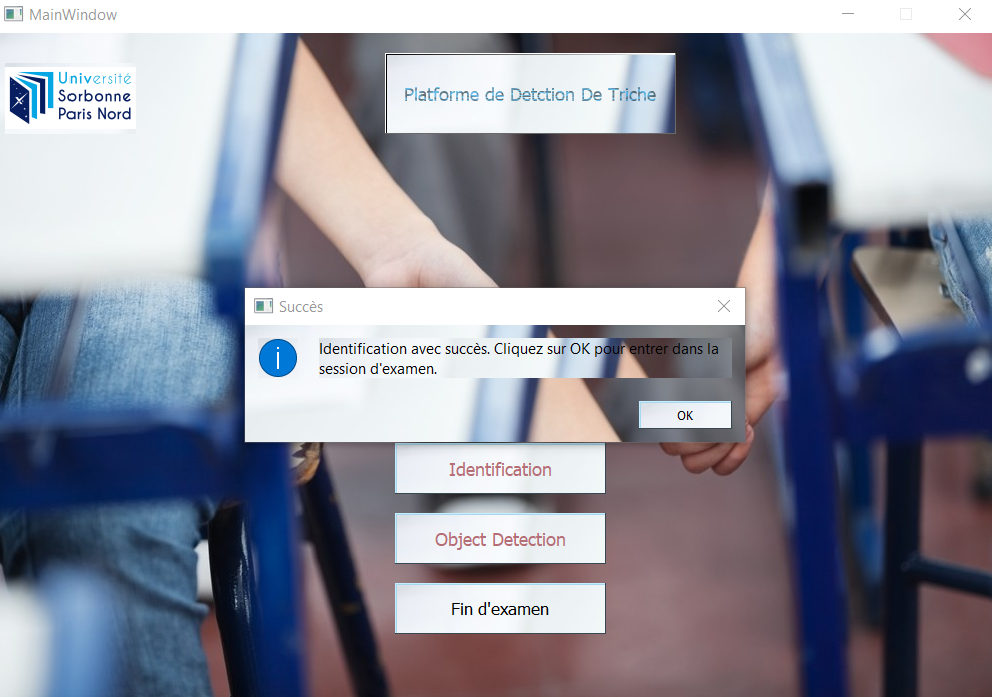 MainWindow
Université
Sorbonne
Paris Nord
Platforme de Detction De Triche
Succès
Identification avec succès. Cliquez sur OK pour entrer dans la
session d'examen.
OK
Identification
Object Detection
Fin d'examen